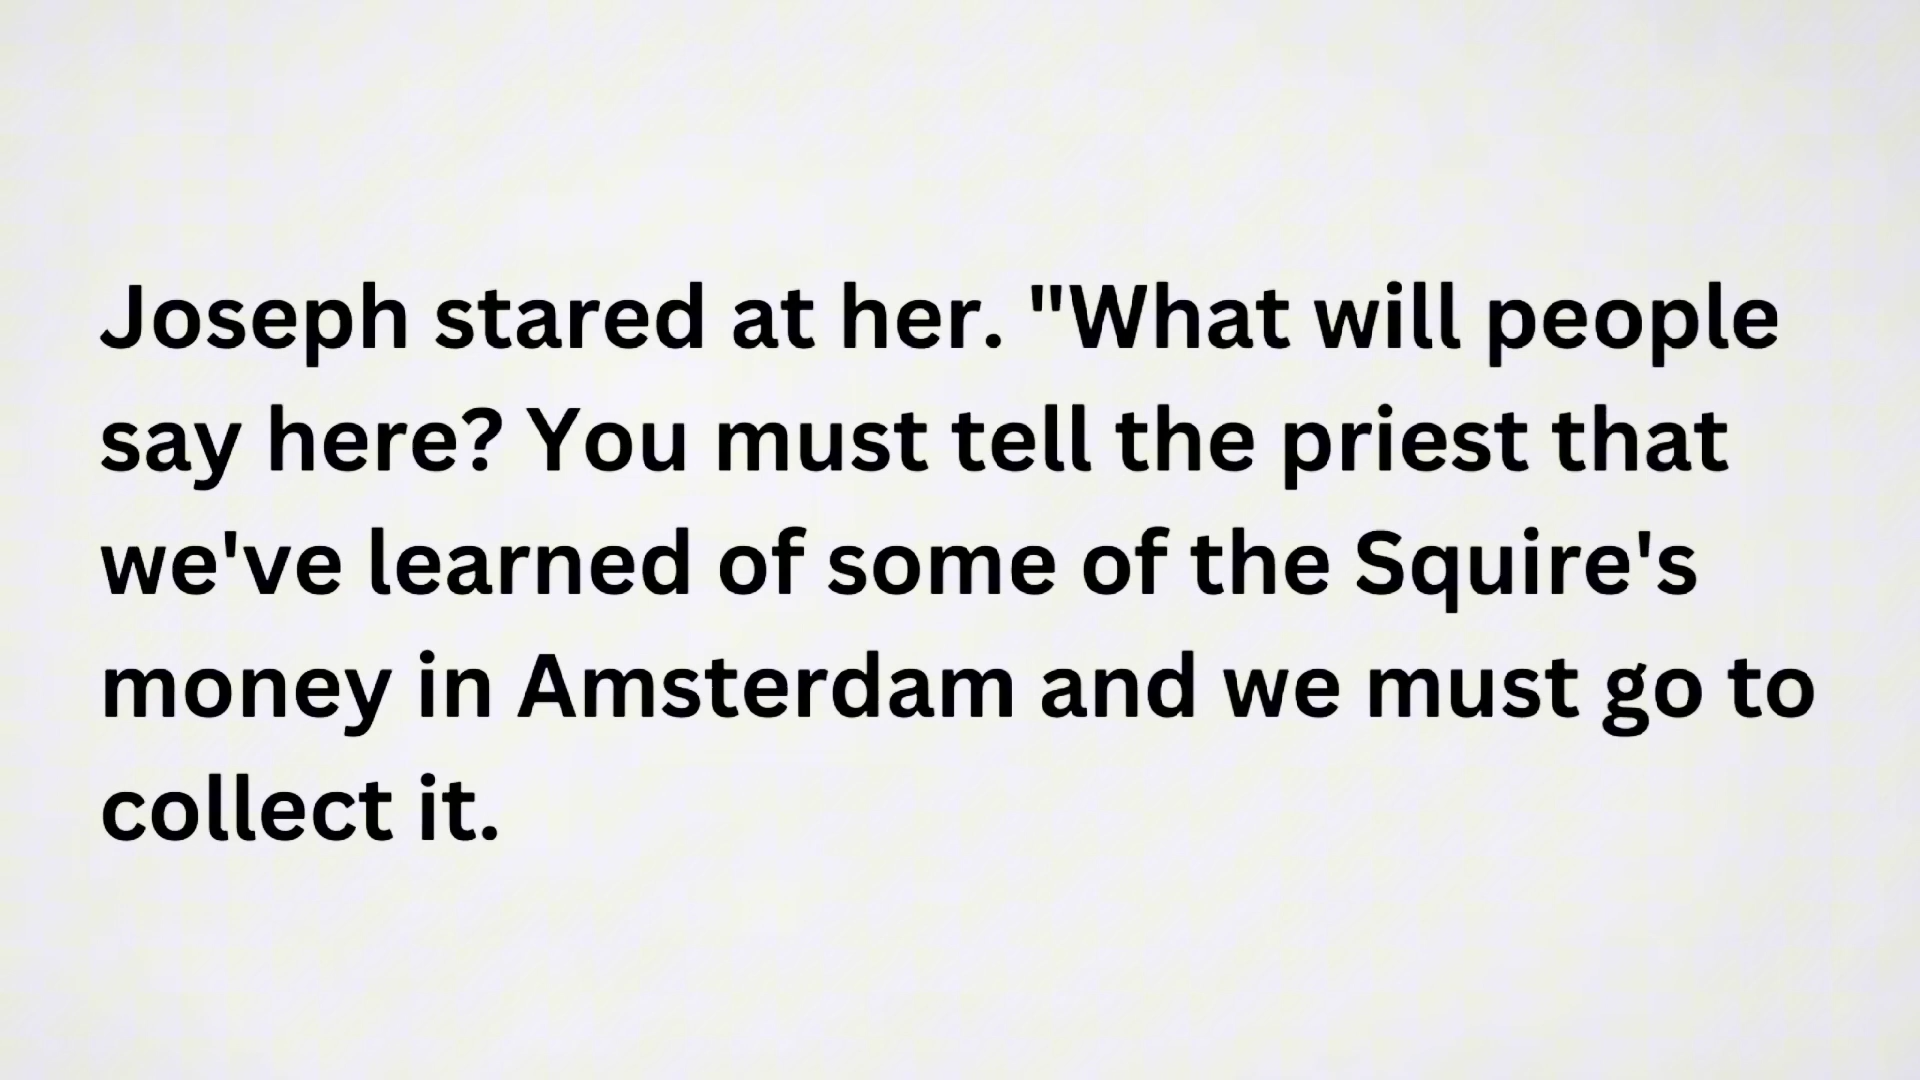 Joseph stared at her. "What will people
say here? You must tell the priest that
we've learned of some of the Squire's
money in Amsterdam and we must go to
collect it.